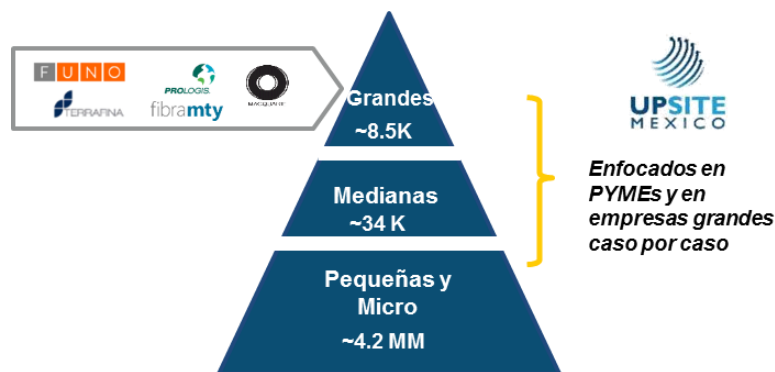 FUNO
TERRAFINA
PROLOGIS.
fibramty
MACQUARIE
Grandes
~8.5K
Medianas
~34 K
Pequeñas y
Micro
~4.2 MM
UPSITE
MEXICO
Enfocados en
PYMEs y en
empresas grandes
caso por caso